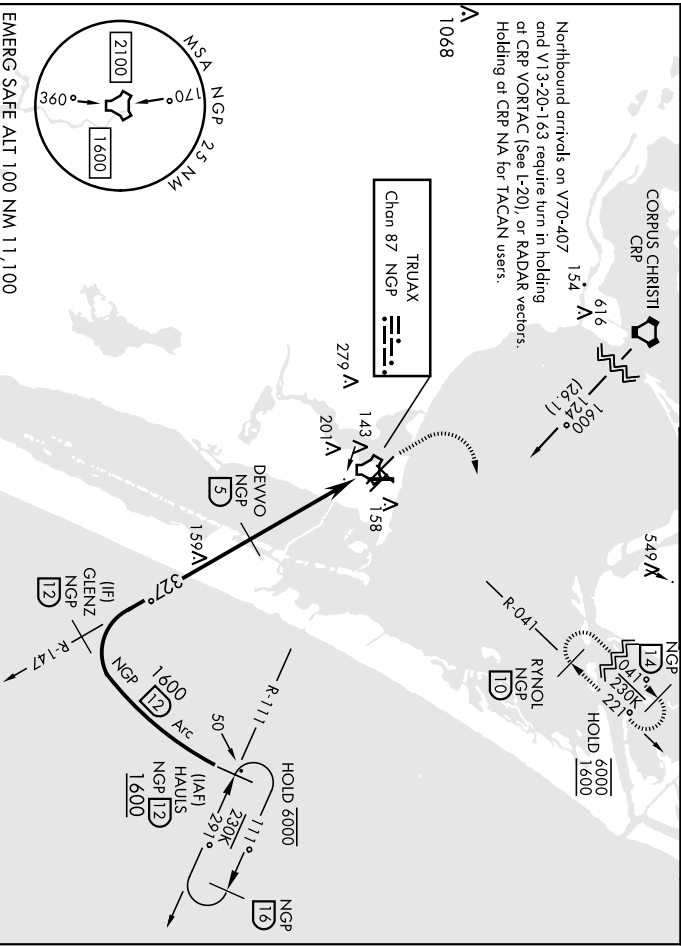 Northbound arrivals on V70-407
and V13-20-163 require turn in holding
at CRP VORTAC (See L-20), or RADAR vectors.
Holding at CRP NA for TACAN users.
1068
CORPUS CHRISTI
CRP
154
616
1600
124°
(26.1)
549
NGP
14
041°
230K
221°
HOLD 6000
1600
R-041
RYNOL
NGP
10
TRUAX
Chan 87 NGP
279
143
201
158
DEVVO
NGP
5
159
327°
(IF)
GLENZ
NGP
12
R-147
1600
NGP 12 Arc
R-111
50
HOLD 6000
(IAF)
HAULS
NGP 12
1600
111°
230K
291°
NGP
16
MSA NGP 25 NM
2100
1600
360°
170°
EMERG SAFE ALT 100 NM 11,100